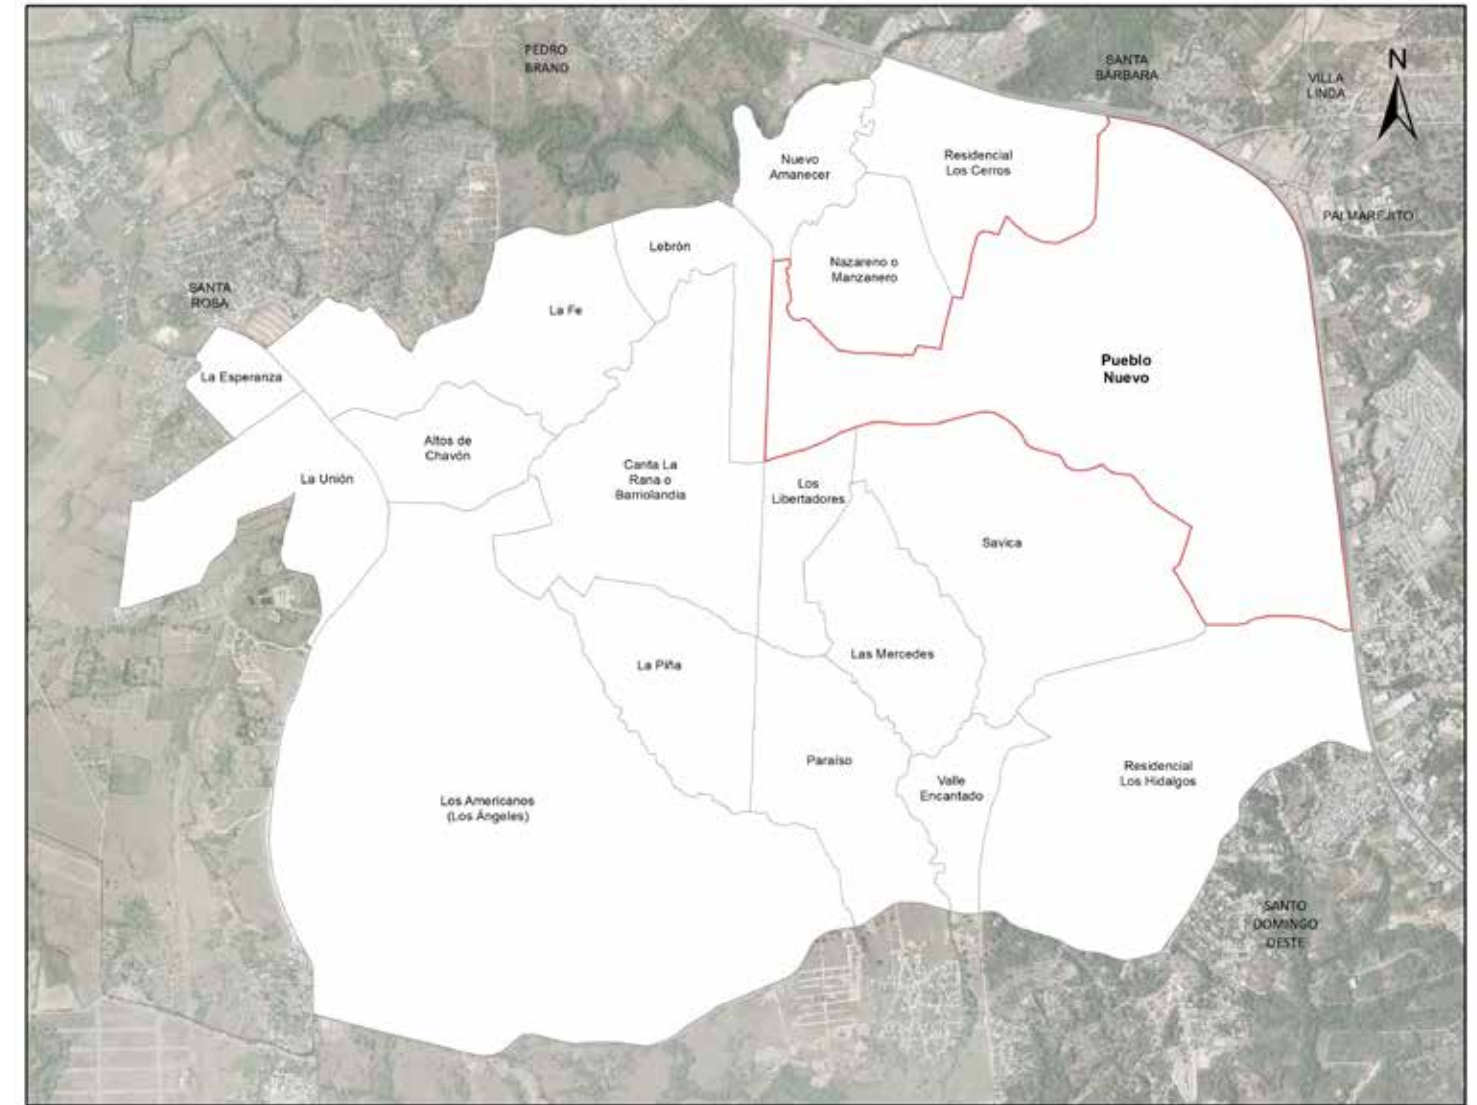 PEDRO
BRAND
SANTA
BÁRBARA
N
VILLA
LINDA
Nuevo
Amanecer
Residencial
Los Cerros
PALMAREJITO
Lebrón
Nazareno o
Manzanero
SANTA
ROSA
La Fe
Pueblo
Nuevo
La Esperanza
Altos de
Chavón
Canta La
Rana o
Barriolandia
La Unión
Los
Libertadores
Savica
La Piña
Las Mercedes
Paraíso
Valle
Encantado
Residencial
Los Hidalgos
Los Americanos
(Los Ángeles)
SANTO
DOMINGO
OESTE